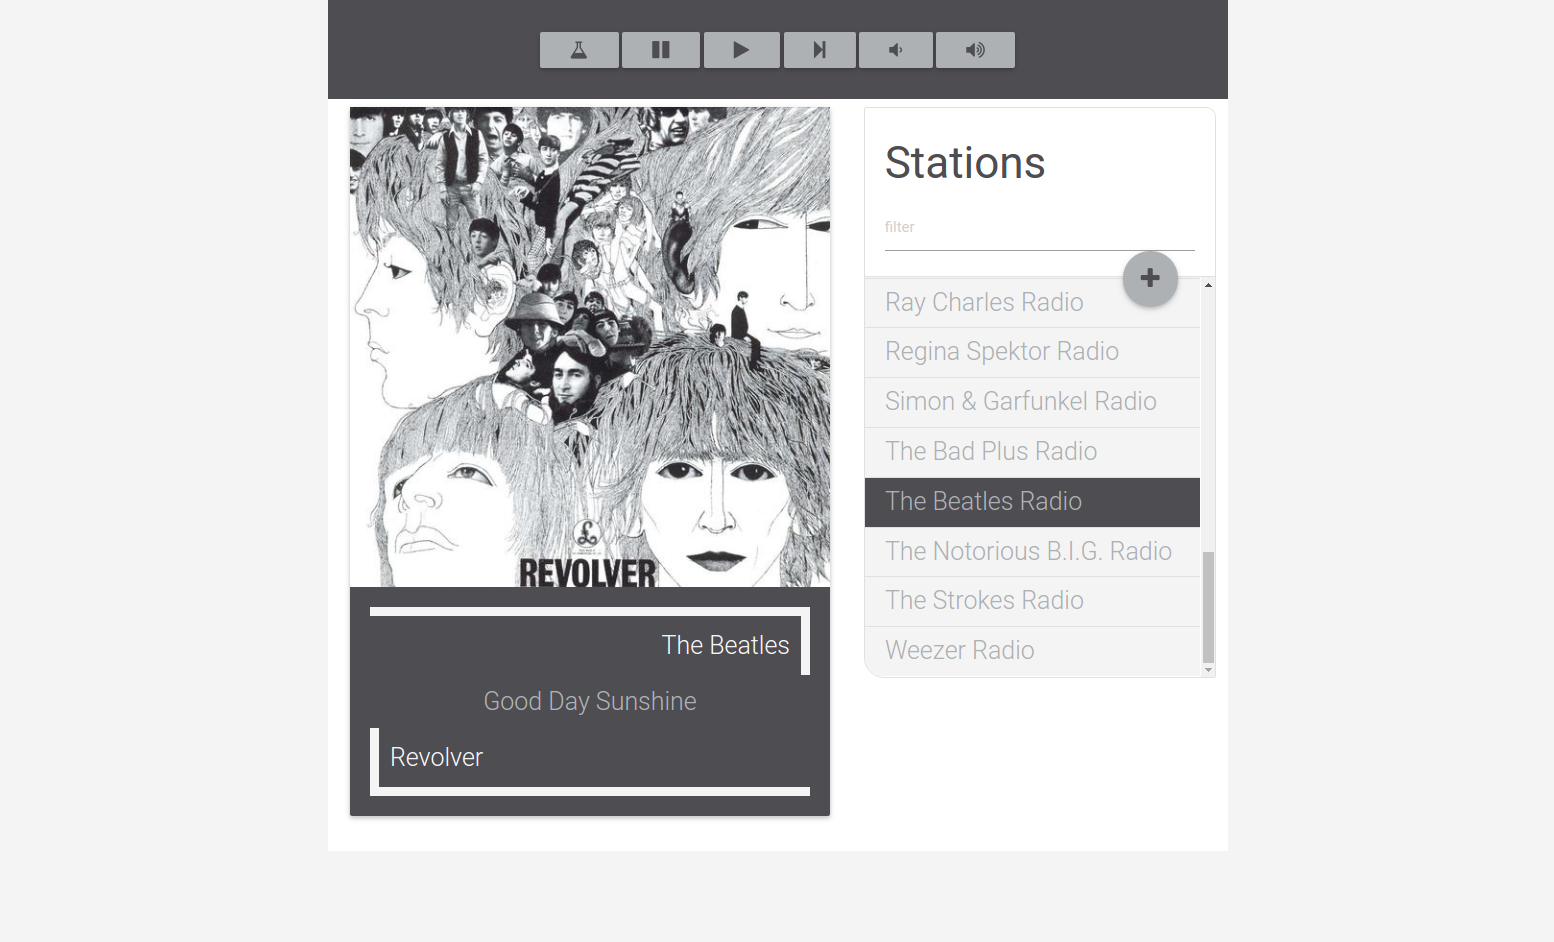 REVOLVER
The Beatles
Good Day Sunshine
Revolver
Stations
filter
Ray Charles Radio
Regina Spektor Radio
Simon & Garfunkel Radio
The Bad Plus Radio
The Beatles Radio
The Notorious B.I.G. Radio
The Strokes Radio
Weezer Radio